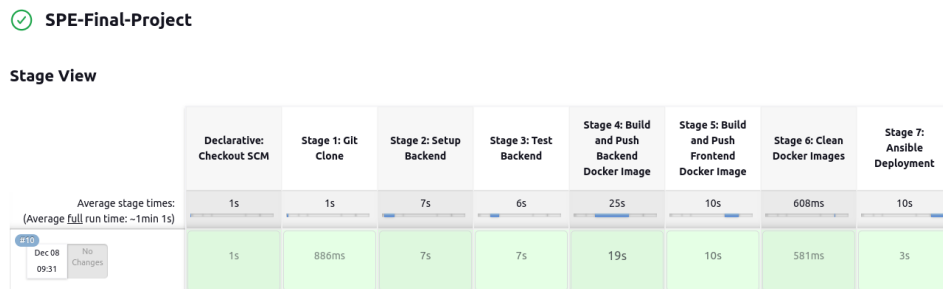 SPE-Final-Project
Stage View
Declarative:
Checkout SCM
Stage 1: Git
Clone
Stage 2: Setup
Backend
Stage 3: Test
Backend
Stage 4: Build
and Push
Backend
Docker Image
Stage 5: Build
and Push
Frontend
Docker Image
Stage 6: Clean
Docker Images
Stage 7:
Ansible
Deployment
Average stage times:
(Average full run time: ~1min 1s)
1s 1s 7s 6s 25s 10s 608ms 10s
#10
Dec 08
09:31
No
Changes
1s 886ms 7s 7s 19s 10s 581ms 3s